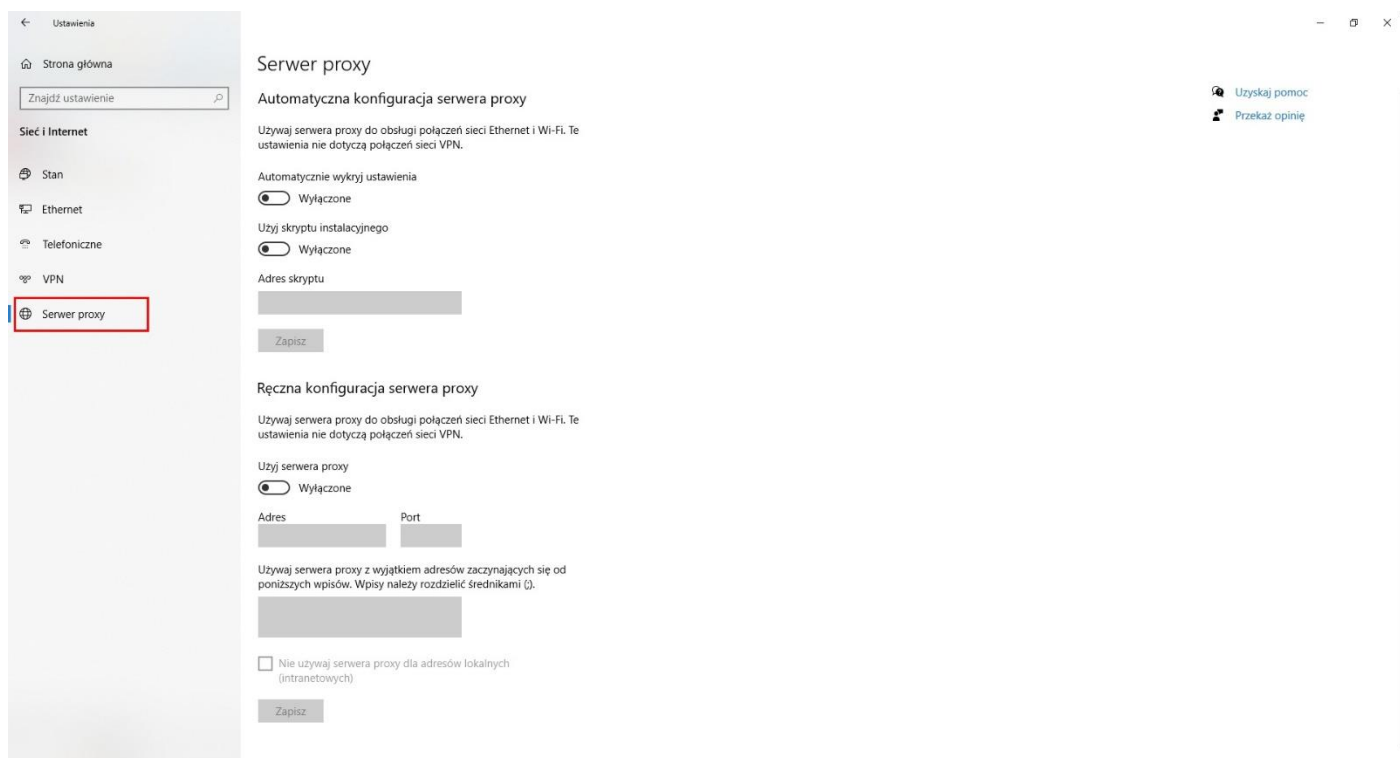 Ustawienia
Strona główna
Znajdź ustawienie
Sieć i Internet
Stan
Ethernet
Telefoniczne
VPN
Serwer proxy
Serwer proxy
Automatyczna konfiguracja serwera proxy
Używaj serwera proxy do obsługi połączeń sieci Ethernet i Wi-Fi. Te
ustawienia nie dotyczą połączeń sieci VPN.
Automatycznie wykryj ustawienia
Wyłączone
Użyj skryptu instalacyjnego
Wyłączone
Adres skryptu
Zapisz
Ręczna konfiguracja serwera proxy
Używaj serwera proxy do obsługi połączeń sieci Ethernet i Wi-Fi. Te
ustawienia nie dotyczą połączeń sieci VPN.
Użyj serwera proxy
Wyłączone
Adres Port
Używaj serwera proxy z wyjątkiem adresów zaczynających się od
poniższych wpisów. Wpisy należy rozdzielić średnikami (;).
Nie używaj serwera proxy dla adresów lokalnych
(intranetowych)
Zapisz
Uzyskaj pomoc
Przekaż opinię